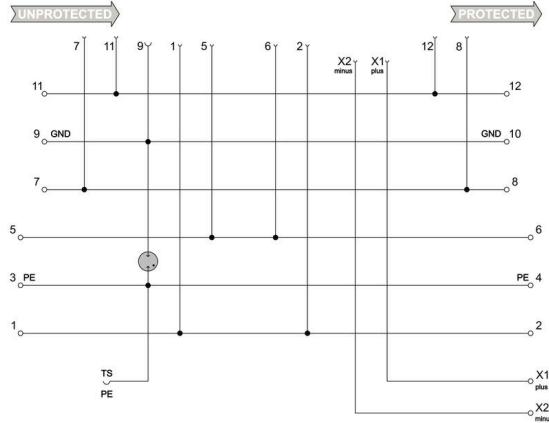 UNPROTECTED PROTECTED
7 11 9 1 5 6 2 12 8
X2 X1
minus plus
11 12
9 GND GND 10
7 8
5 6
3 PE PE 4
1 2
TS X1
plus
PE
X2
minu